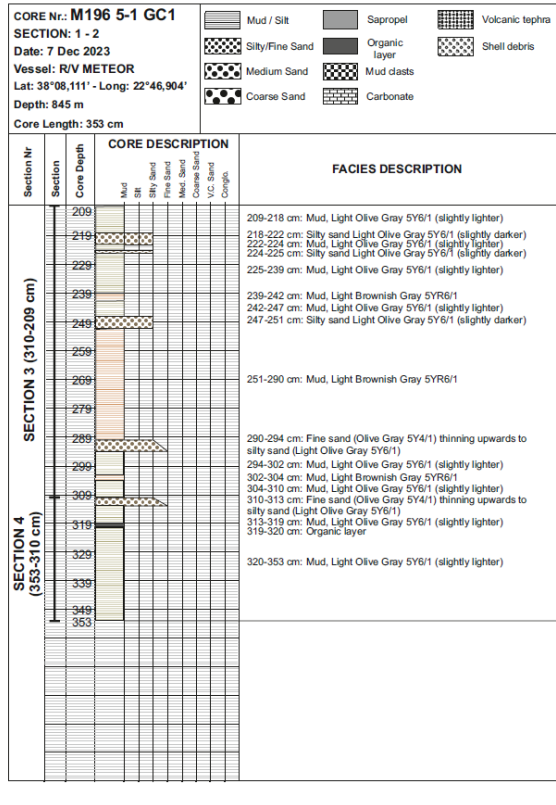 CORE Nr.: M196 5-1 GC1
SECTION: 1 - 2
Date: 7 Dec 2023
Vessel: R/V METEOR
Lat: 38°08,111' - Long: 22°46,904'
Depth: 845 m
Core Length: 353 cm
Mud / Silt
Silty/Fine Sand
Medium Sand
Coarse Sand
Sapropel
Organic
layer
Mud clasts
Carbonate
Volcanic tephra
Shell debris
Section Nr
Section
Core Depth
CORE DESCRIPTION
Mud
Silt
Silty Sand
Fine Sand
Med. Sand
Coarse Sand
V.C. Sand
Conglo.
FACIES DESCRIPTION
SECTION 3 (310-209 cm)
SECTION 4
(353-310 cm)
209
219
229
239
249
259
269
279
289
299
309
319
329
339
349
353
209-218 cm: Mud, Light Olive Gray 5Y6/1 (slightly lighter)
218-222 cm: Silty sand Light Olive Gray 5Y6/1 (slightly darker)
222-224 cm: Mud, Light Olive Gray 5Y6/1 (slightly lighter)
224-225 cm: Silty sand Light Olive Gray 5Y6/1 (slightly darker)
225-239 cm: Mud, Light Olive Gray 5Y6/1 (slightly lighter)
239-242 cm: Mud, Light Brownish Gray 5YR6/1
242-247 cm: Mud, Light Olive Gray 5Y6/1 (slightly lighter)
247-251 cm: Silty sand Light Olive Gray 5Y6/1 (slightly darker)
251-290 cm: Mud, Light Brownish Gray 5YR6/1
290-294 cm: Fine sand (Olive Gray 5Y4/1) thinning upwards to
silty sand (Light Olive Gray 5Y6/1)
294-302 cm: Mud, Light Olive Gray 5Y6/1 (slightly lighter)
302-304 cm: Mud, Light Brownish Gray 5YR6/1
304-310 cm: Mud, Light Olive Gray 5Y6/1 (slightly lighter)
310-313 cm: Fine sand (Olive Gray 5Y4/1) thinning upwards to
silty sand (Light Olive Gray 5Y6/1)
313-319 cm: Mud, Light Olive Gray 5Y6/1 (slightly lighter)
319-320 cm: Organic layer
320-353 cm: Mud, Light Olive Gray 5Y6/1 (slightly lighter)